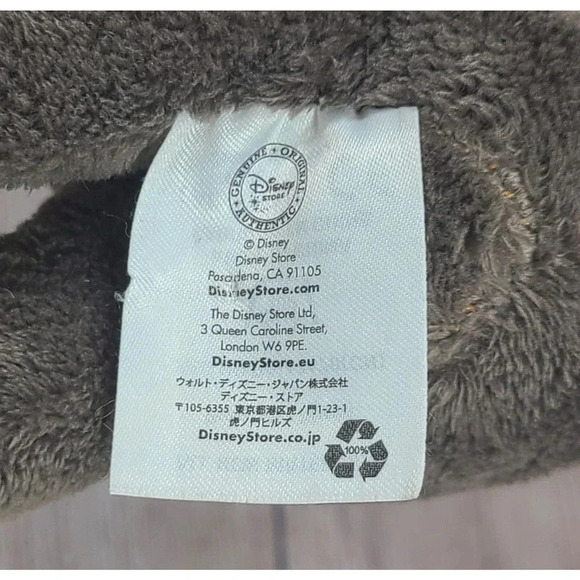 GENUINE • ORIGINAL • AUTHENTIC •
Disney
STORE
© Disney
Disney Store
Pasadena, CA 91105
DisneyStore.com
The Disney Store Ltd,
3 Queen Caroline Street,
London W6 9PE.
DisneyStore.eu
ウォルト・ディズニー・ジャパン株式会社
ディズニー・ストア
〒105-6355 東京都港区虎ノ門1-23-1
虎ノ門ヒルズ
DisneyStore.co.jp
100%